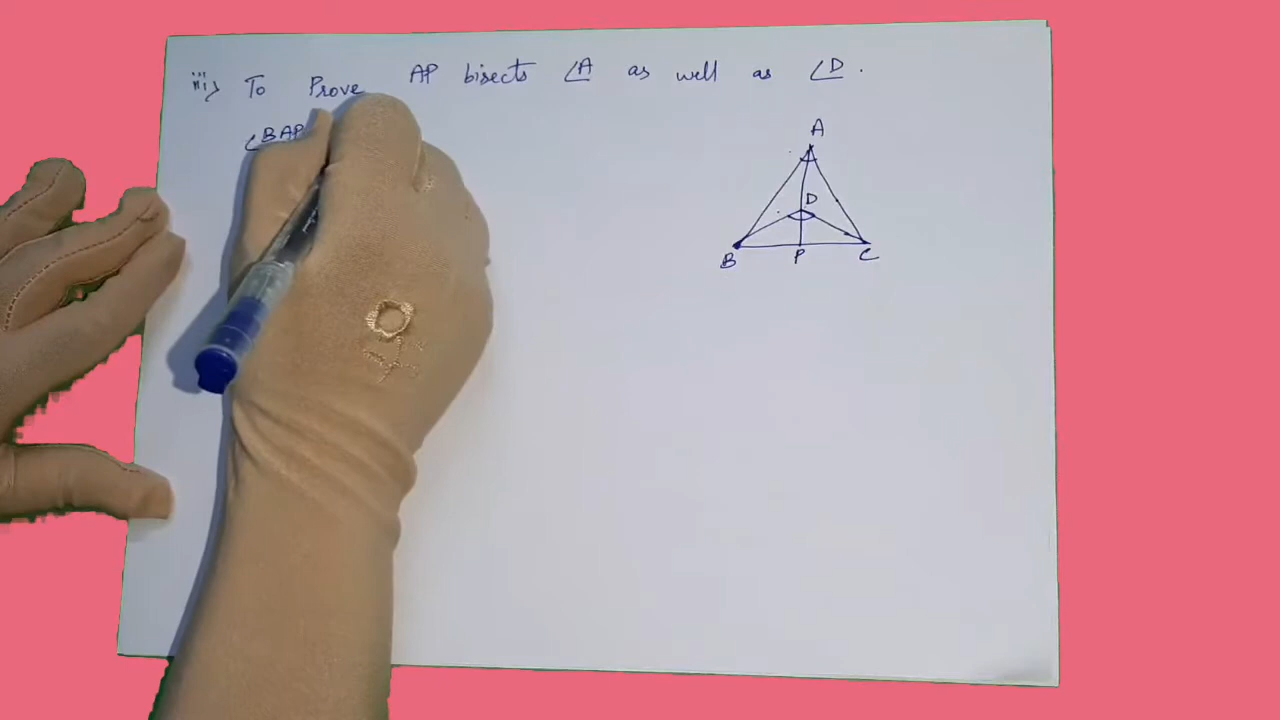 iii) To Prove AP bisects ∠A as well as ∠D.
∠BAP
A
D
B P C